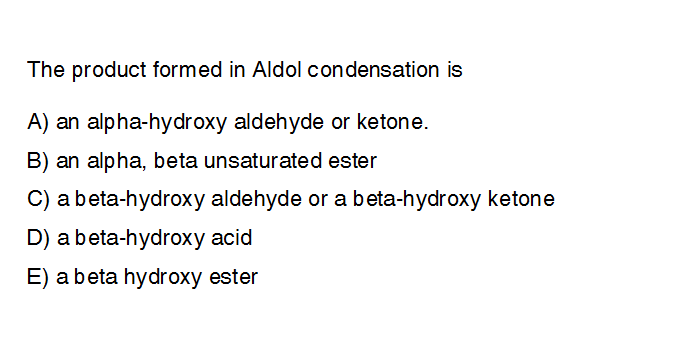 The product formed in Aldol condensation is
A) an alpha-hydroxy aldehyde or ketone.
B) an alpha, beta unsaturated ester
C) a beta-hydroxy aldehyde or a beta-hydroxy ketone
D) a beta-hydroxy acid
E) a beta hydroxy ester